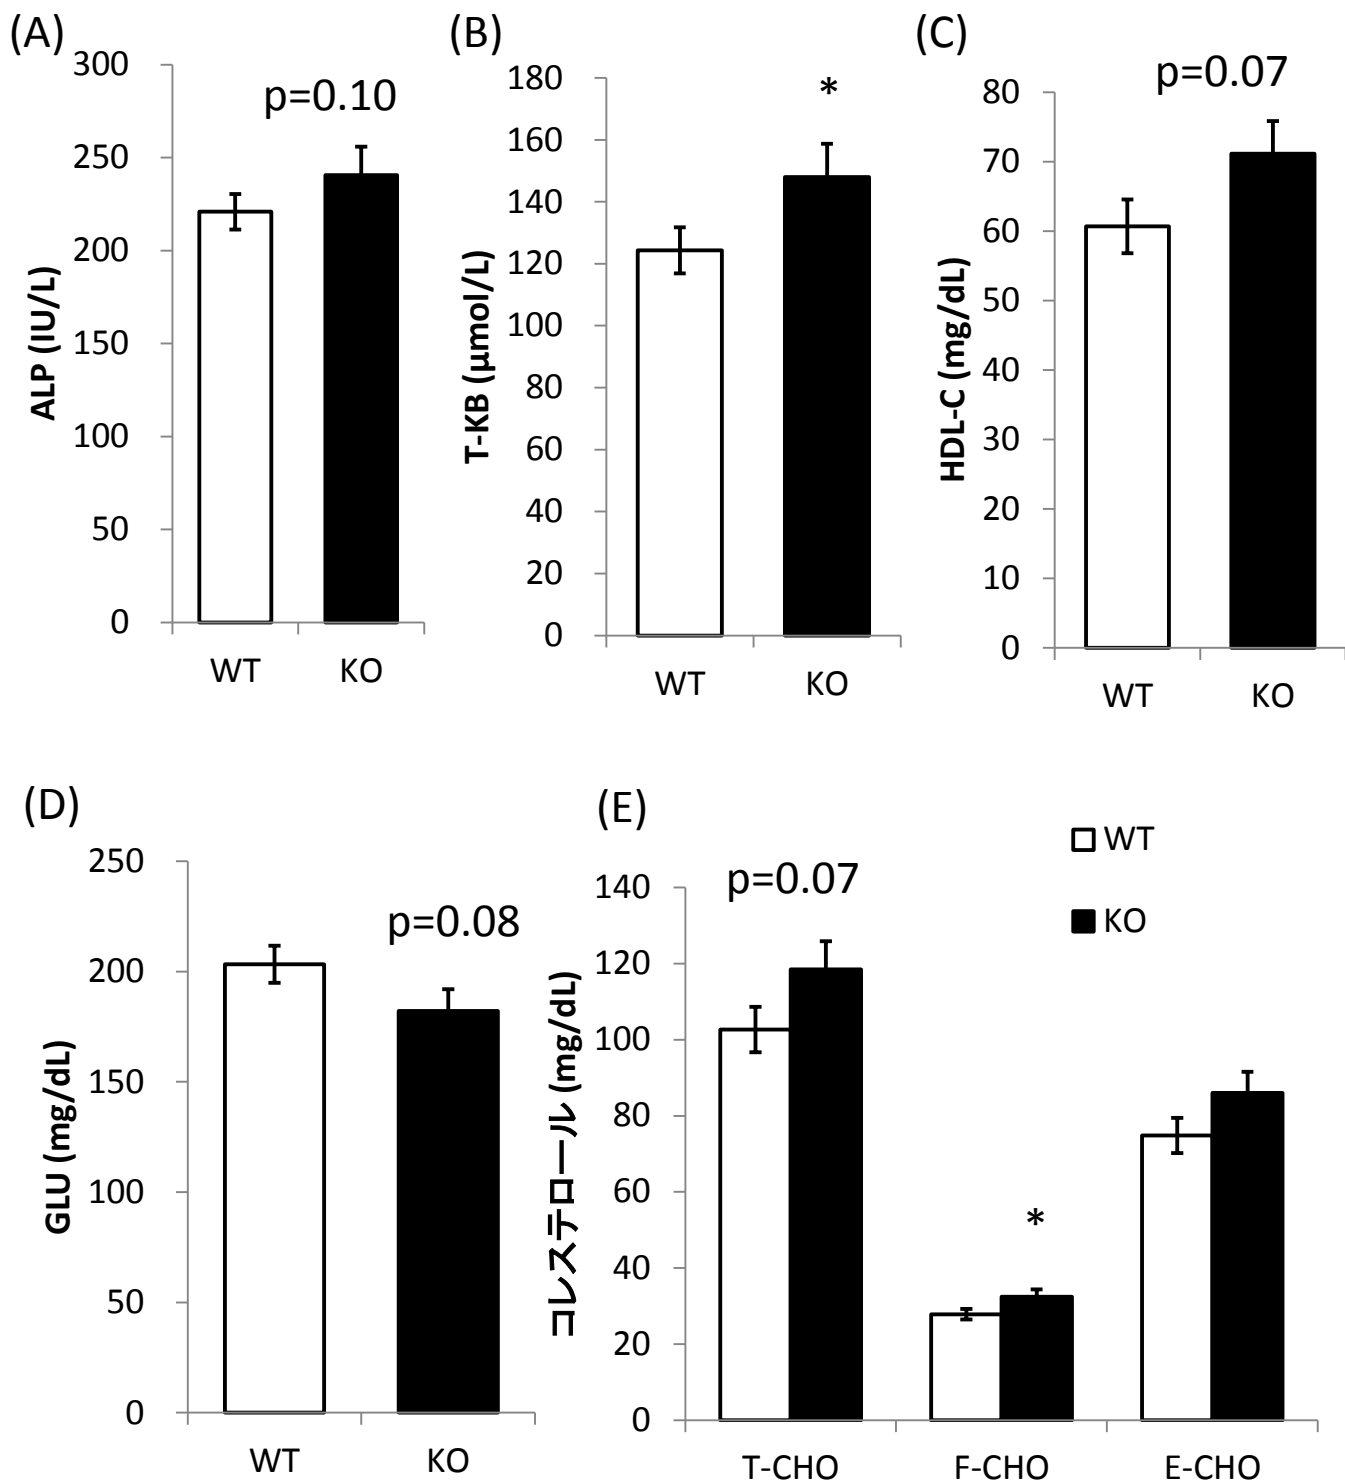 (A)
p=0.10
ALP (IU/L)
300
250
200
150
100
50
0
WT KO
(B)
*
T-KB (μmol/L)
180
160
140
120
100
80
60
40
20
0
WT KO
(C)
p=0.07
HDL-C (mg/dL)
80
70
60
50
40
30
20
10
0
WT KO
(D)
p=0.08
GLU (mg/dL)
250
200
150
100
50
0
WT KO
(E)
WT
KO
p=0.07
*
コレステロール (mg/dL)
140
120
100
80
60
40
20
0
T-CHO F-CHO E-CHO